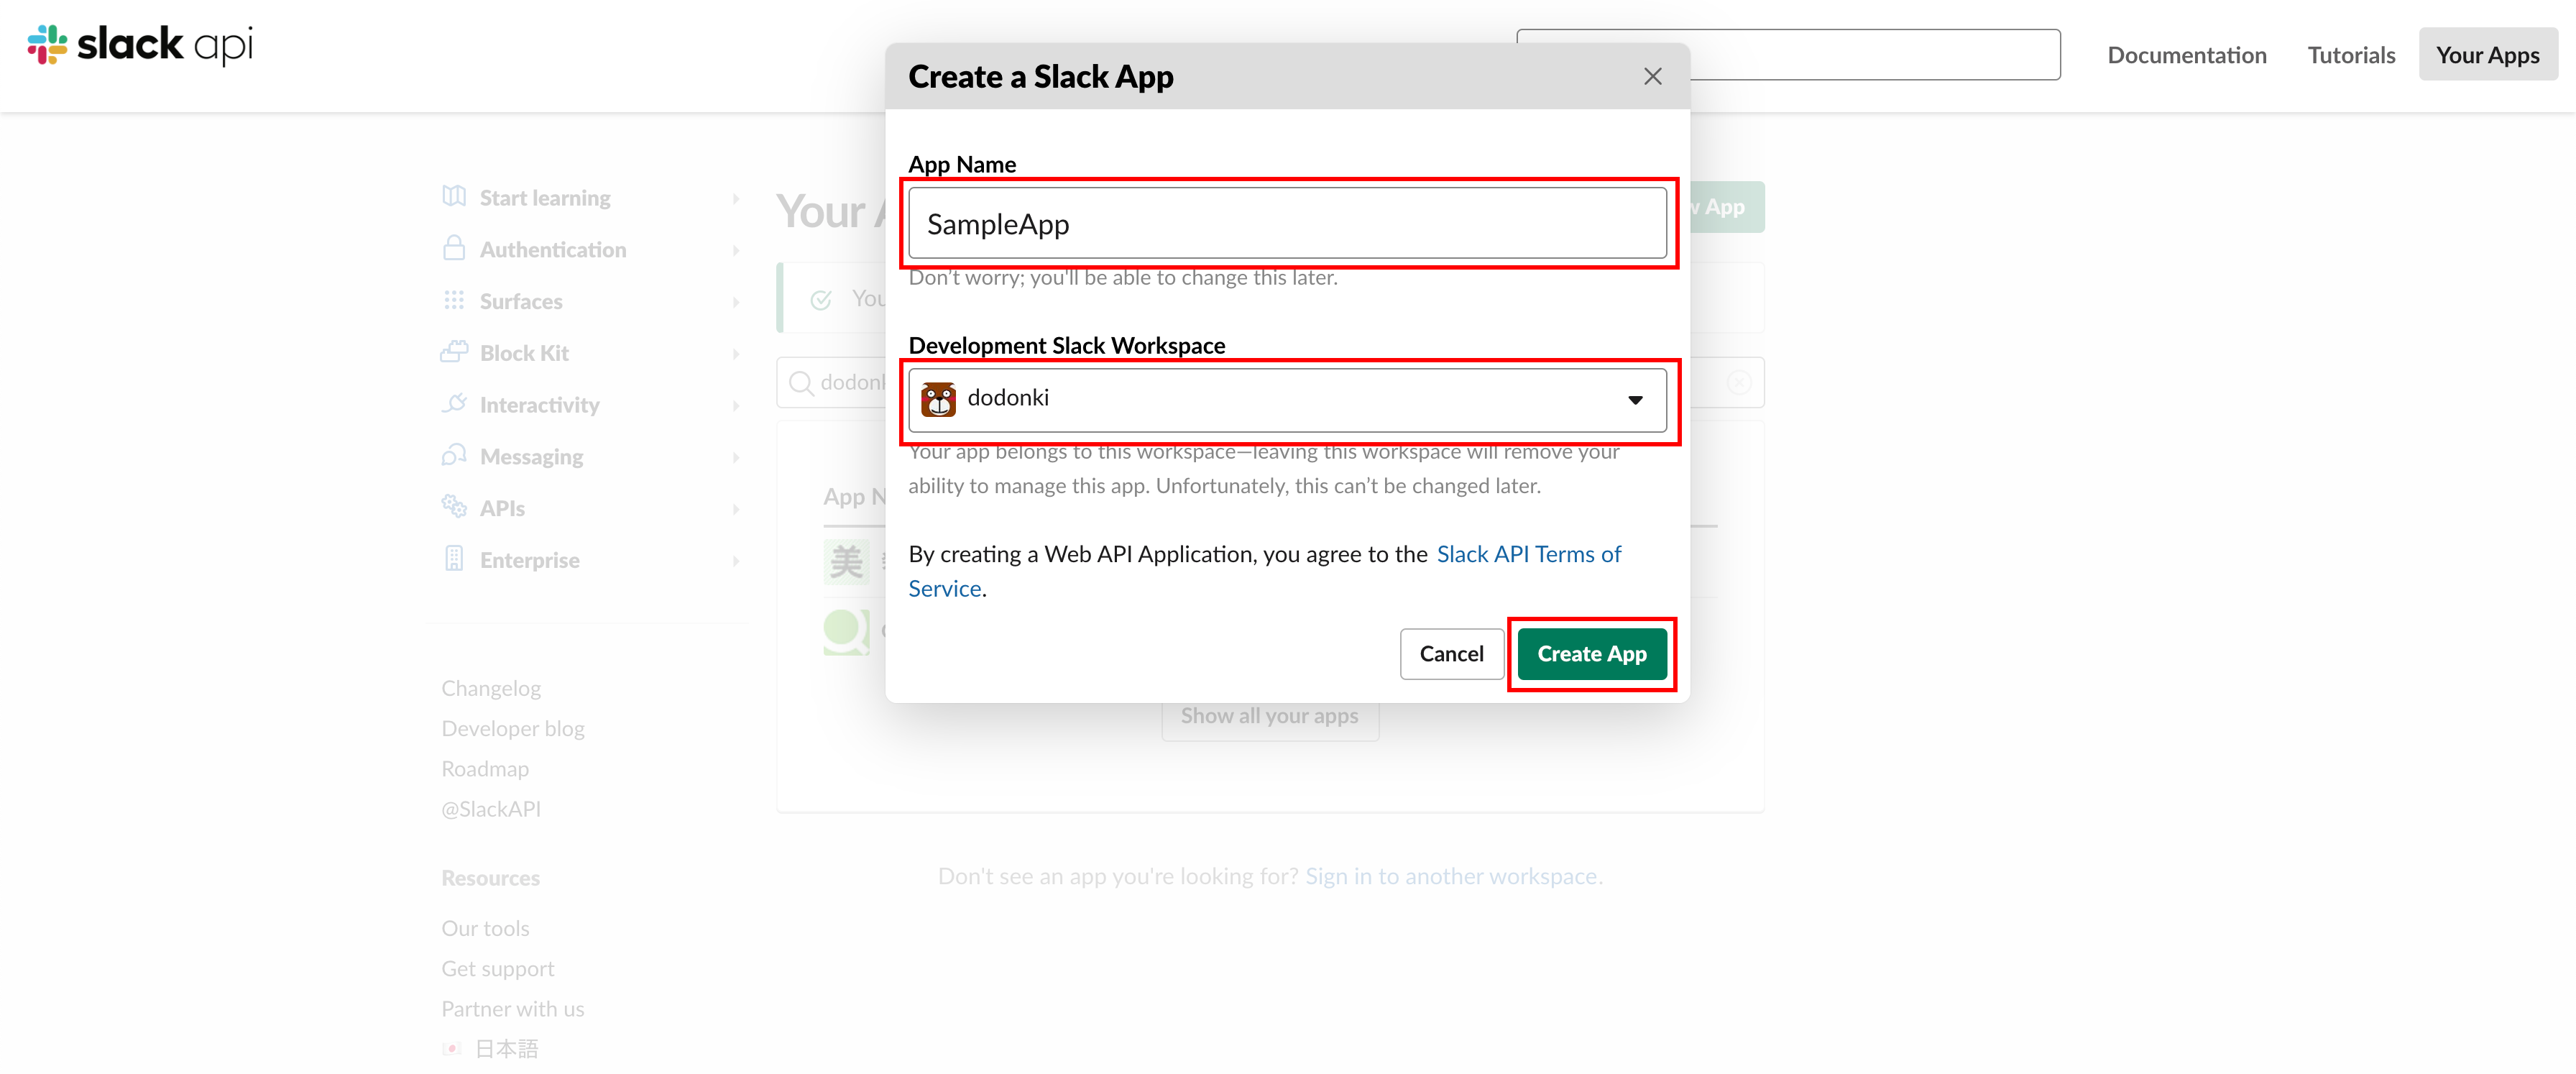 slack api
Documentation
Tutorials
Your Apps
Create a Slack App
App Name
SampleApp
Don't worry; you'll be able to change this later.
Development Slack Workspace
dodonki
Your app belongs to this workspace—leaving this workspace will remove your
ability to manage this app. Unfortunately, this can’t be changed later.
By creating a Web API Application, you agree to the Slack API Terms of
Service.
Cancel
Create App
Start learning
Authentication
Surfaces
Block Kit
Interactivity
Messaging
APIs
Enterprise
Changelog
Developer blog
Roadmap
@SlackAPI
Resources
Our tools
Get support
Partner with us
日本語
Your
App
You
App N
美
Show all your apps
Don't see an app you're looking for? Sign in to another workspace.